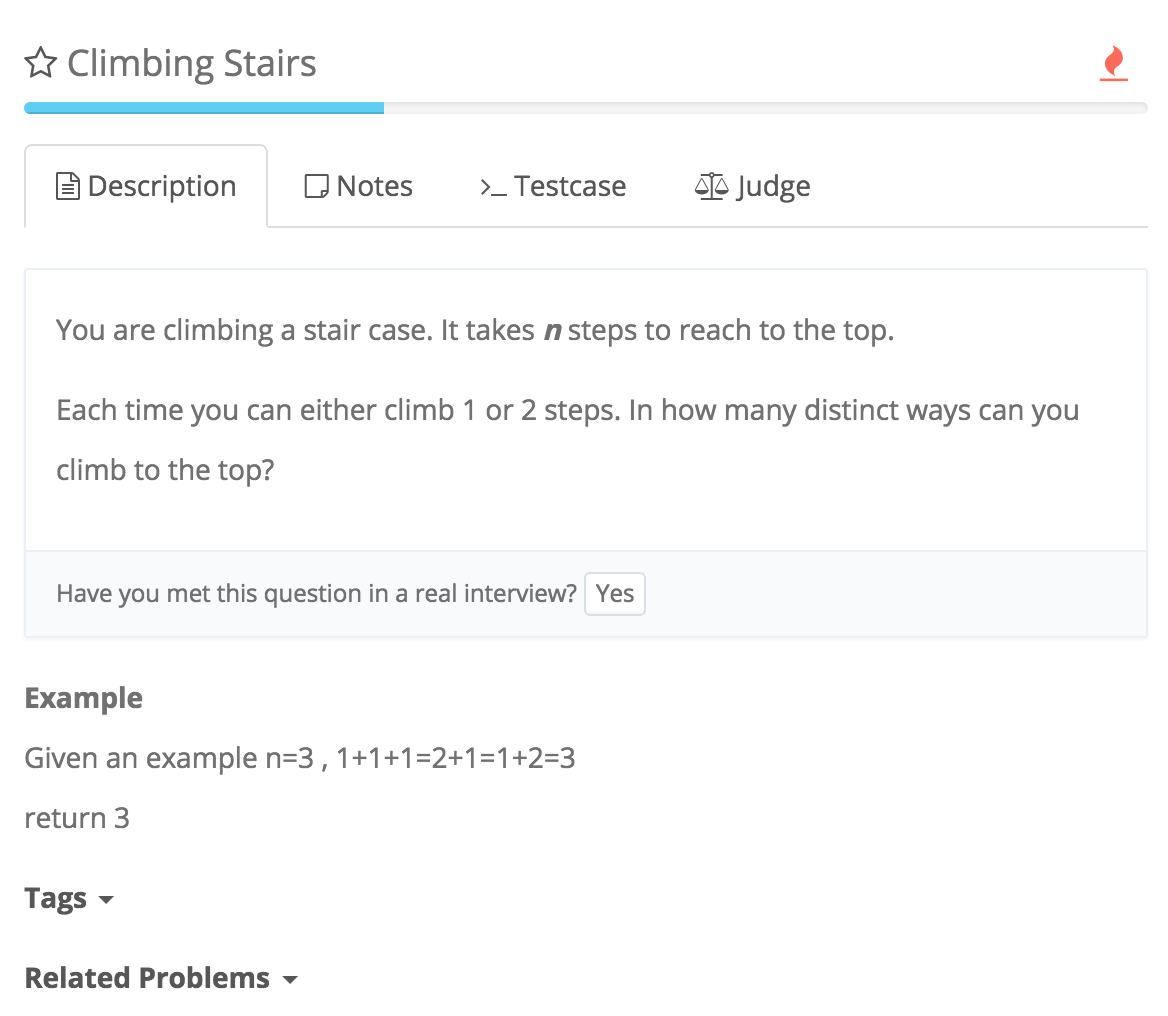 Climbing Stairs
Description Notes Testcase Judge
You are climbing a stair case. It takes n steps to reach to the top.
Each time you can either climb 1 or 2 steps. In how many distinct ways can you
climb to the top?
Have you met this question in a real interview? Yes
Example
Given an example n=3 , 1+1+1=2+1=1+2=3
return 3
Tags
Related Problems